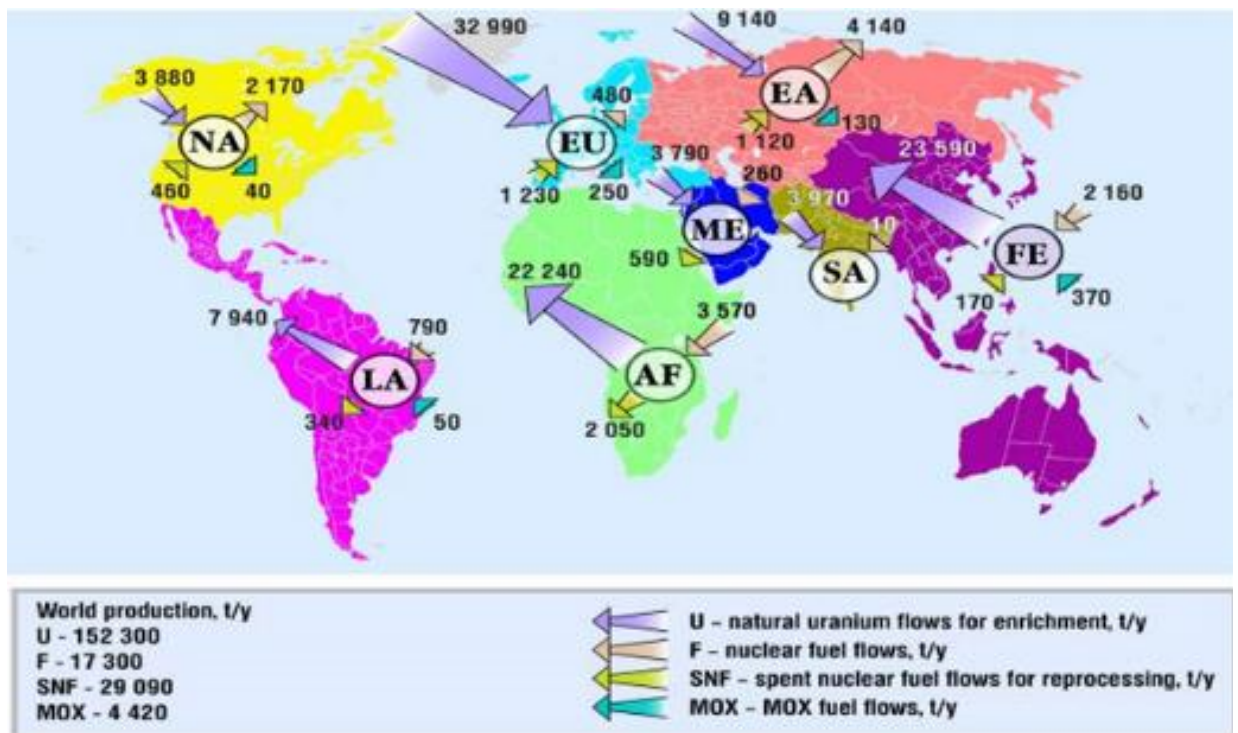 32 990
9 140
4 140
3 880
2 170
NA
460
40
480
EU
1 230
250
EA
1 120
130
3 790
260
ME
590
3 970
10
SA
23 590
2 160
FE
170
370
22 240
3 570
AF
2 050
7 940
790
LA
340
50
World production, t/y
U - 152 300
F - 17 300
SNF - 29 090
MOX - 4 420
U – natural uranium flows for enrichment, t/y
F – nuclear fuel flows, t/y
SNF – spent nuclear fuel flows for reprocessing, t/y
MOX – MOX fuel flows, t/y